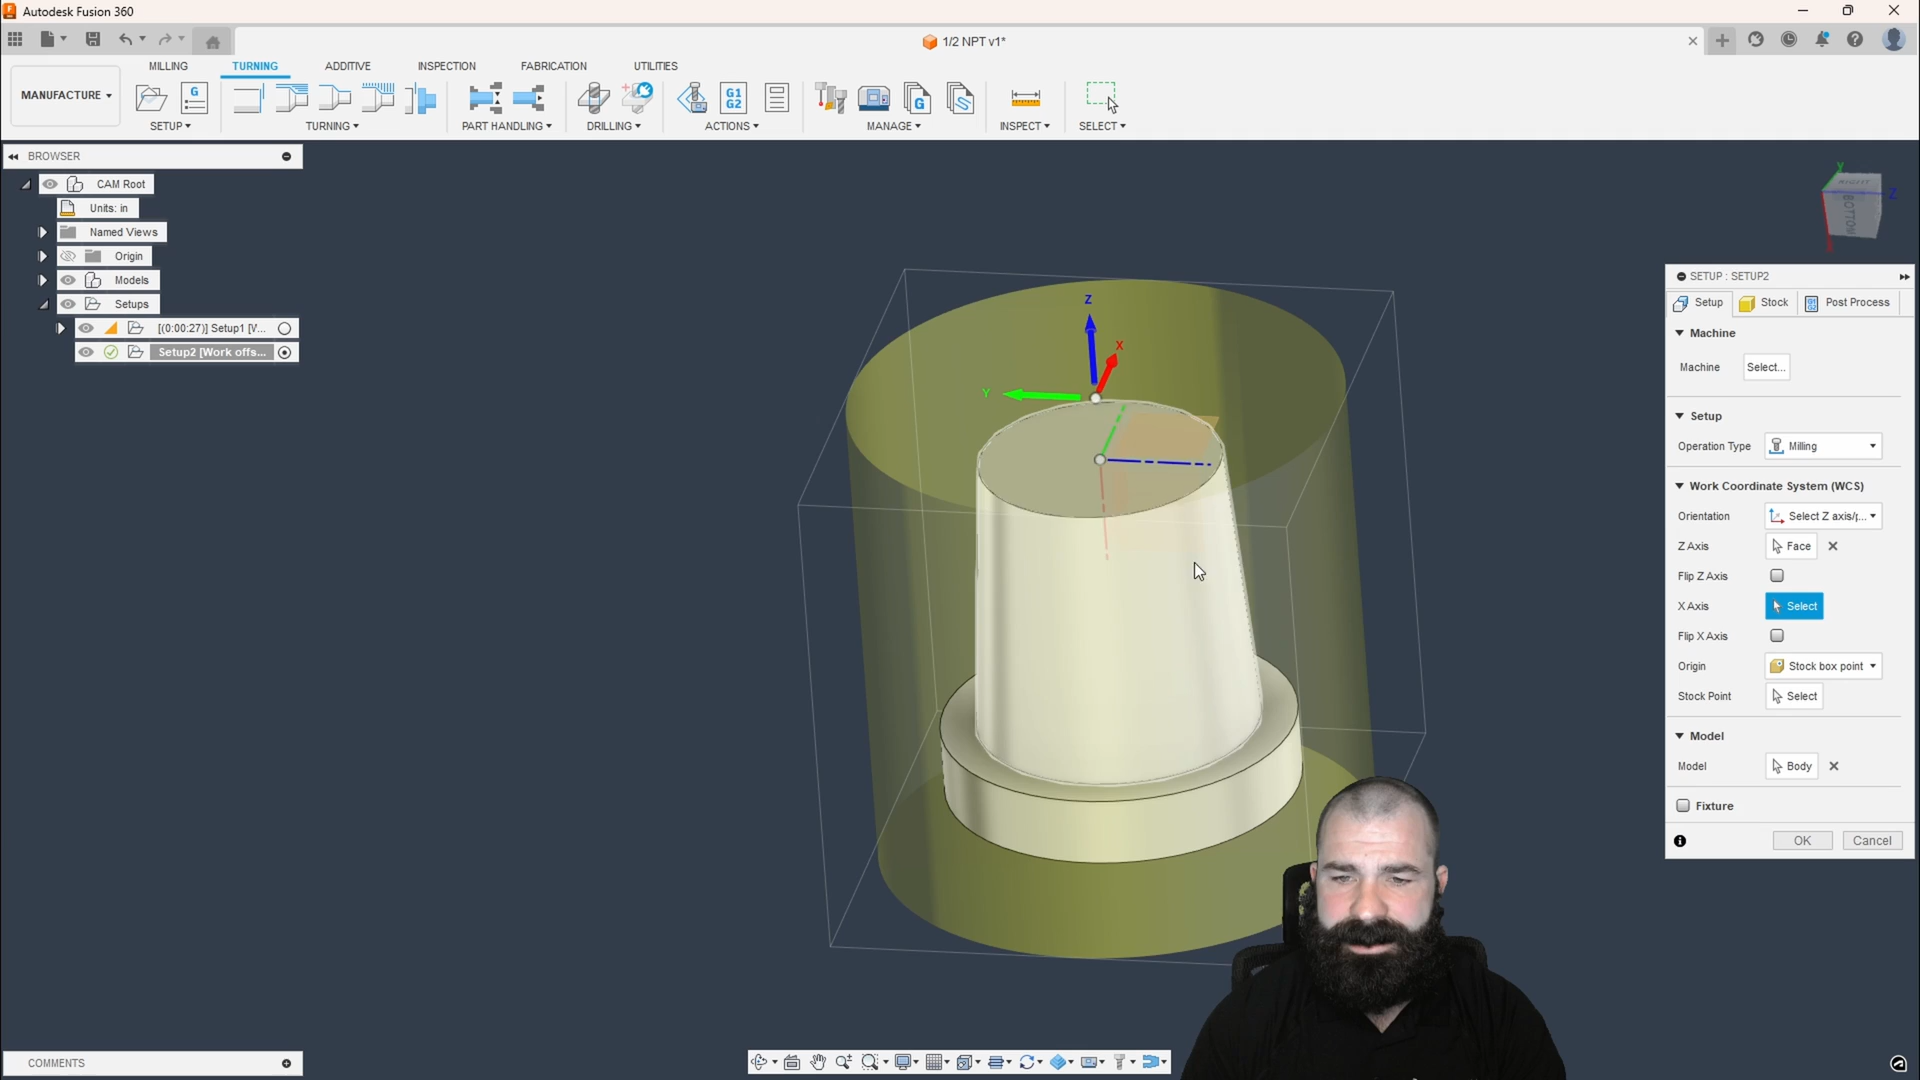 Autodesk Fusion 360
1/2 NPT v1*
MILLING TURNING ADDITIVE INSPECTION FABRICATION UTILITIES
MANUFACTURE
G
G1
G2
G
SETUP TURNING PART HANDLING DRILLING ACTIONS MANAGE INSPECT SELECT
BROWSER
CAM Root
Units: in
Named Views
Origin
Models
Setups
[(0:00:27)] Setup1 [V...
Setup2 [Work offs...
Z
X
Y
Y
RIGHT
Z
BOTTOM
SETUP : SETUP2
Setup Stock Post Process
Machine
Machine Select...
Setup
Operation Type Milling
Work Coordinate System (WCS)
Orientation Select Z axis/p...
Z Axis Face
Flip Z Axis
X Axis Select
Flip X Axis
Origin Stock box point
Stock Point Select
Model
Model Body
Fixture
OK Cancel
COMMENTS